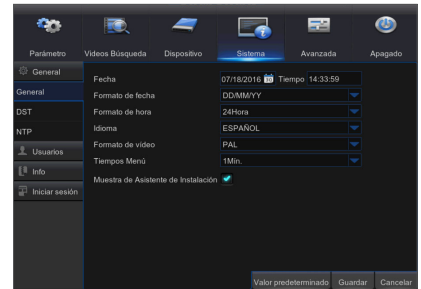 Parámetro Videos Búsqueda Dispositivo Sistema Avanzada Apagado
General
General
DST
NTP
Usuarios
Info
Iniciar sesión
Fecha 07/18/2016 Tiempo 14:33:59
Formato de fecha DD/MM/YY
Formato de hora 24Hora
Idioma ESPAÑOL
Formato de vídeo PAL
Tiempos Menú 1Mín.
Muestra de Asistente de Instalación
Valor predeterminado Guardar Cancelar